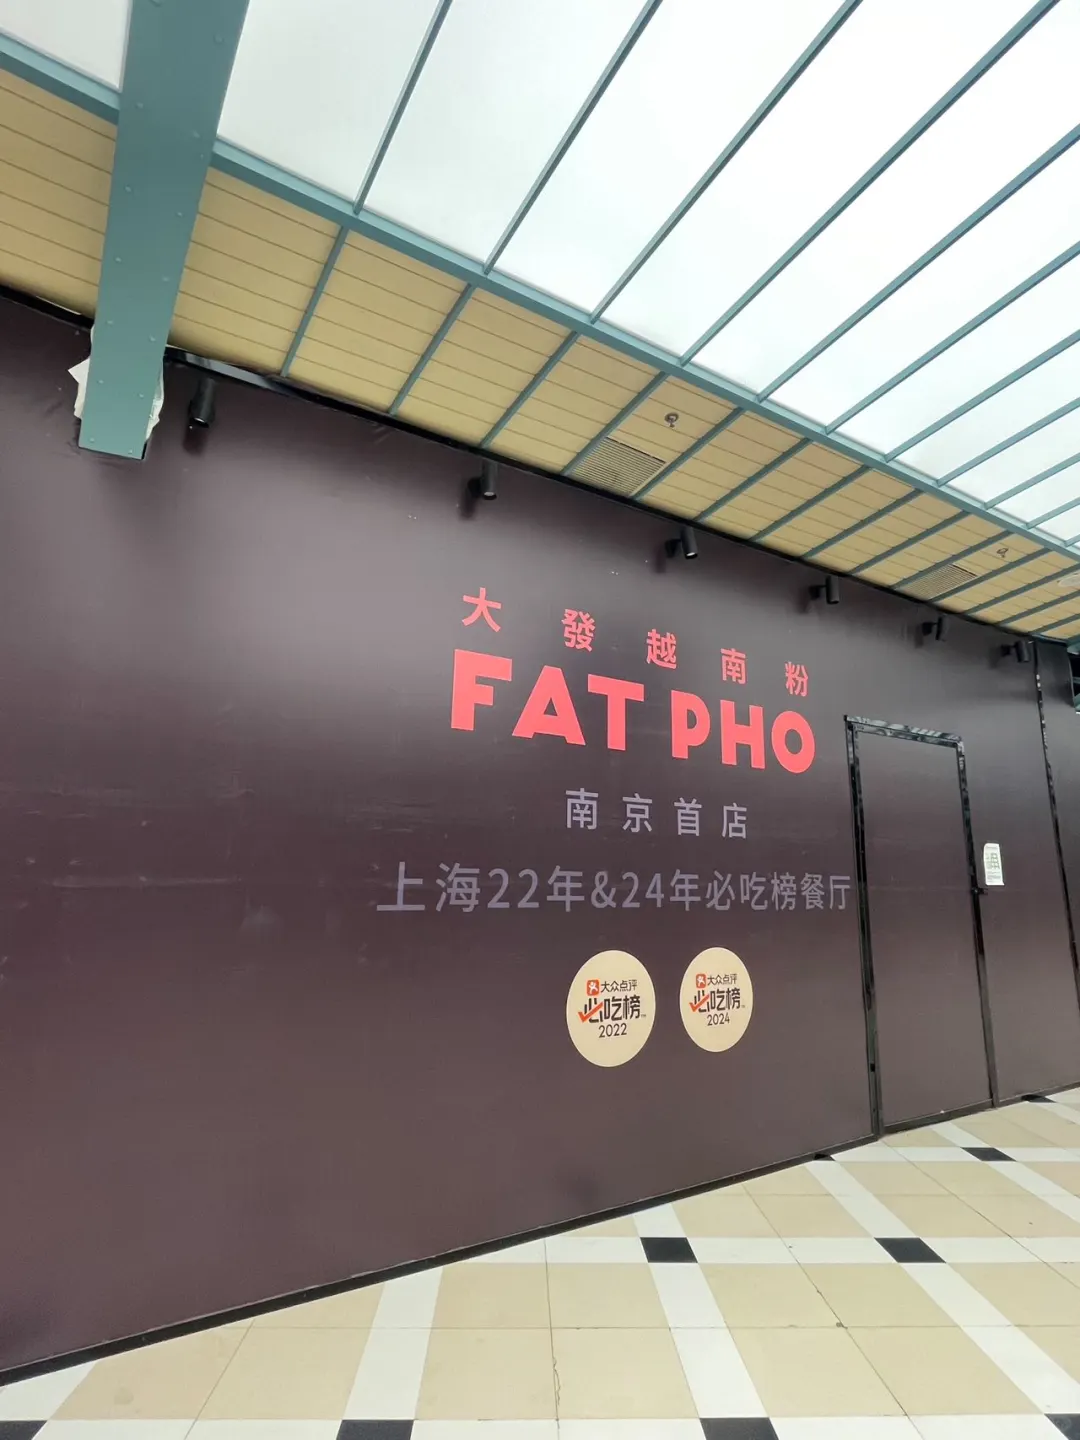 大發越南粉
FAT PHO
南京首店
上海22年&24年必吃榜餐厅
大众点评
必吃榜
2022
大众点评
必吃榜
2024